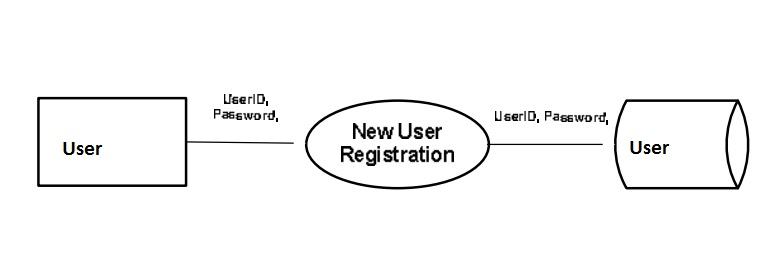 UserID,
Password,
User
New User
Registration
UserID, Password,
User